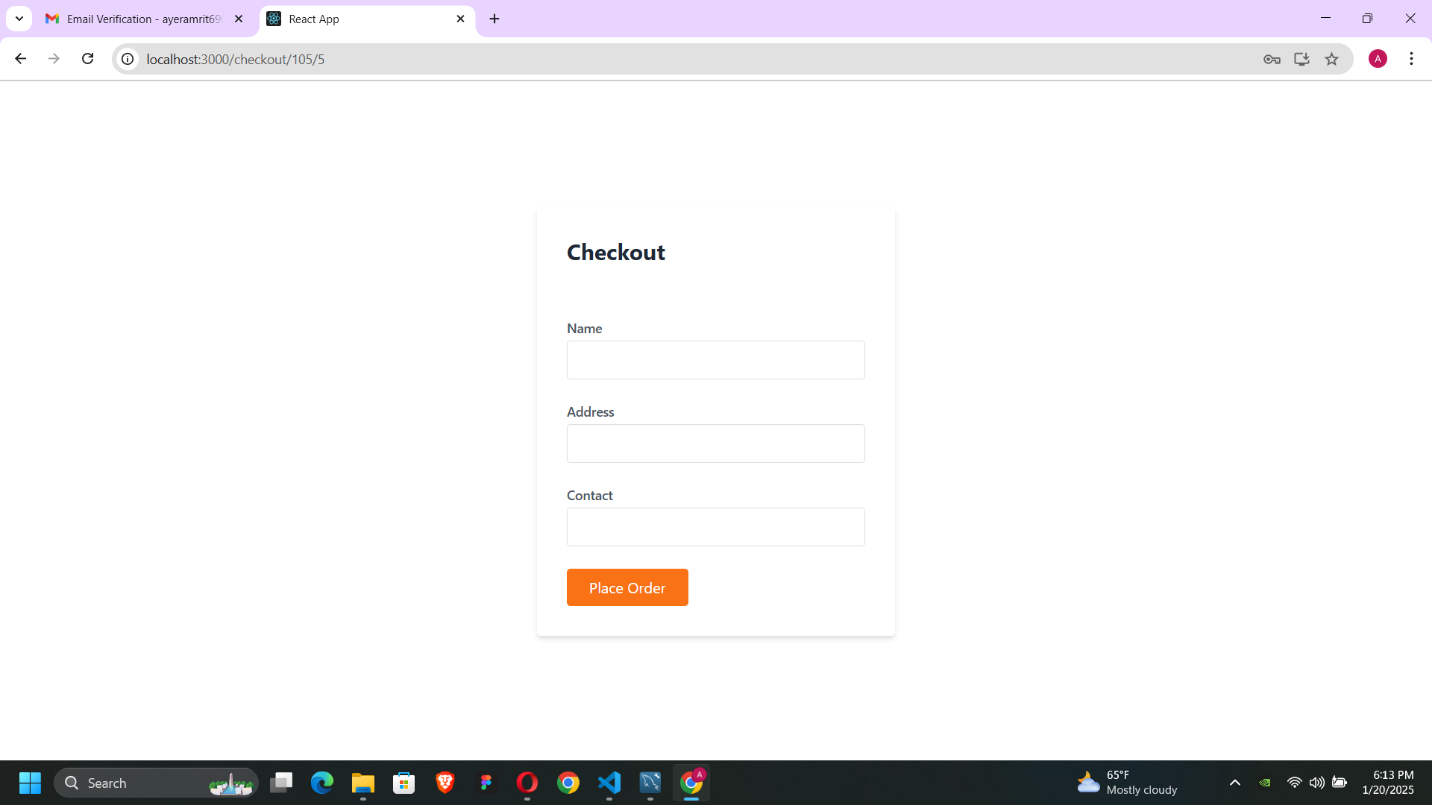 Email Verification - ayeramrit69
React App
localhost:3000/checkout/105/5
A
Checkout
Name
Address
Contact
Place Order
Search
A
65°F
Mostly cloudy
6:13 PM
1/20/2025